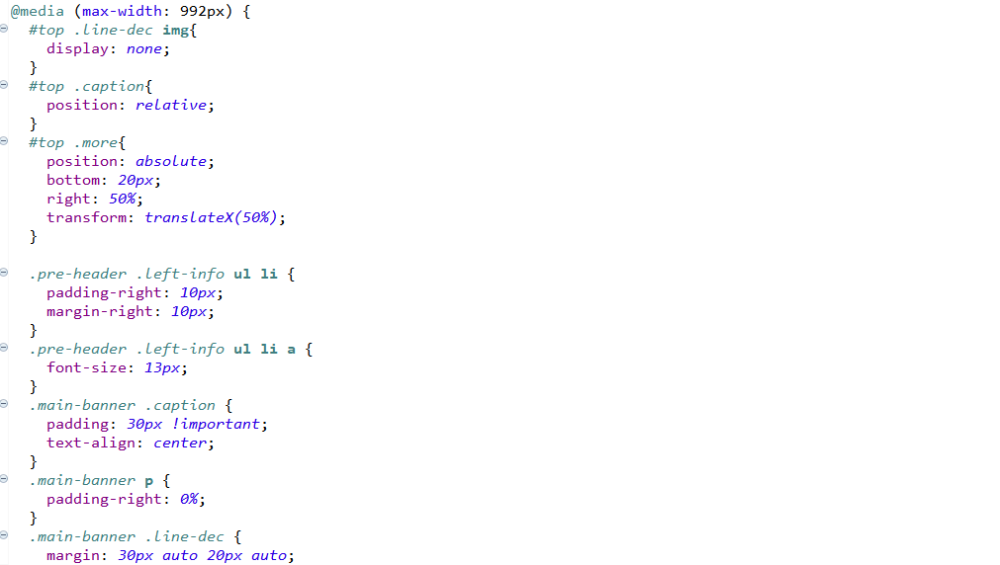 @media (max-width: 992px) {
  #top .line-dec img{
    display: none;
  }
  #top .caption{
    position: relative;
  }
  #top .more{
    position: absolute;
    bottom: 20px;
    right: 50%;
    transform: translateX(50%);
  }

  .pre-header .left-info ul li {
    padding-right: 10px;
    margin-right: 10px;
  }
  .pre-header .left-info ul li a {
    font-size: 13px;
  }
  .main-banner .caption {
    padding: 30px !important;
    text-align: center;
  }
  .main-banner p {
    padding-right: 0%;
  }
  .main-banner .line-dec {
    margin: 30px auto 20px auto;